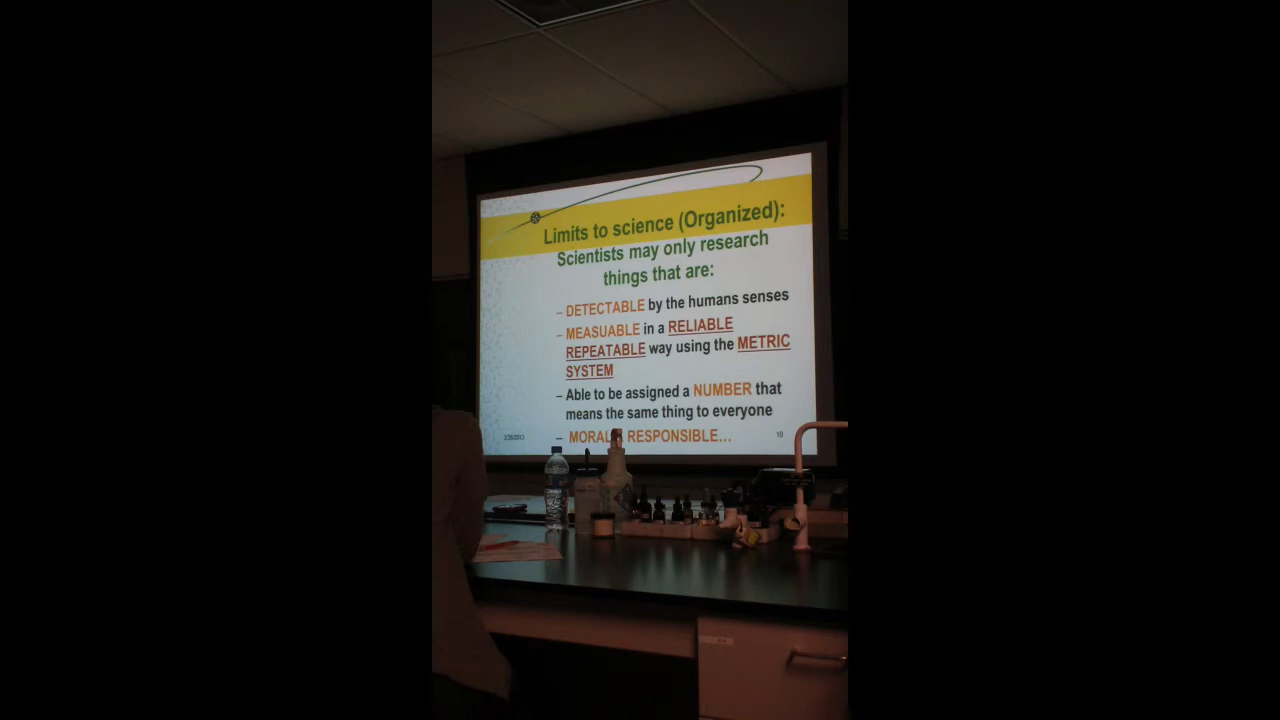 Limits to science (Organized):
Scientists may only research
things that are:
– DETECTABLE by the humans senses
– MEASUABLE in a RELIABLE
REPEATABLE way using the METRIC
SYSTEM
– Able to be assigned a NUMBER that
means the same thing to everyone
– RESPONSIBLE…
10